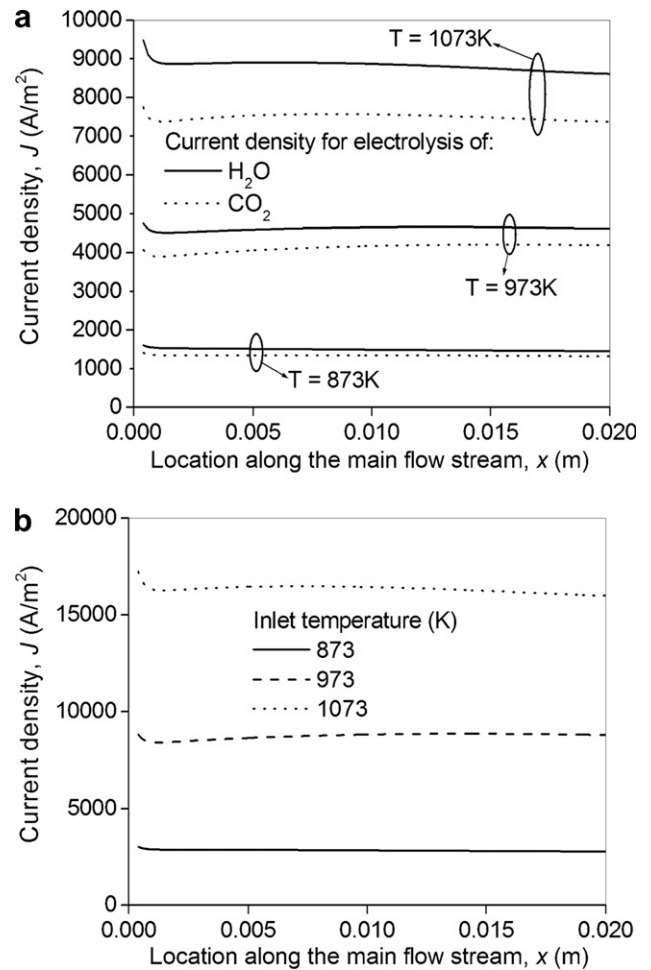 a
10000
9000
8000
7000
6000
5000
4000
3000
2000
1000
0
Current density, J (A/m²)
T = 1073K
Current density for electrolysis of:
H₂O
CO₂
T = 973K
T = 873K
0.000 0.005 0.010 0.015 0.020
Location along the main flow stream, x (m)
b
20000
15000
10000
5000
0
Current density, J (A/m²)
Inlet temperature (K)
873
973
1073
0.000 0.005 0.010 0.015 0.020
Location along the main flow stream, x (m)